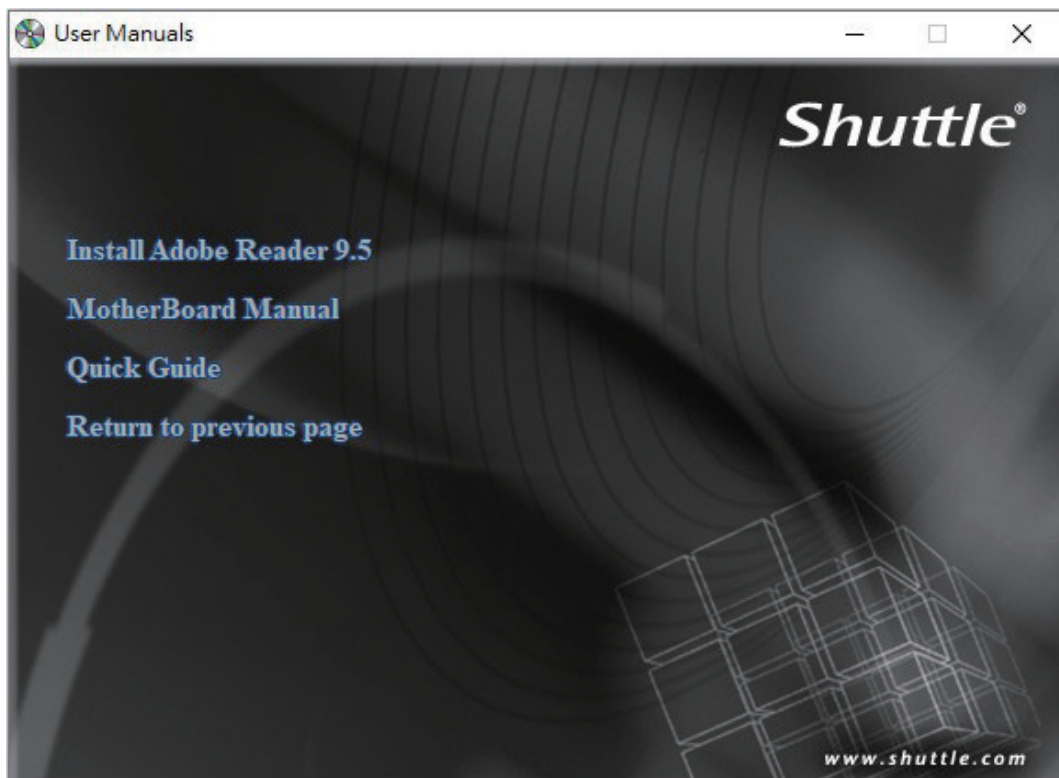 User Manuals
Shuttle®
Install Adobe Reader 9.5
MotherBoard Manual
Quick Guide
Return to previous page
www.shuttle.com